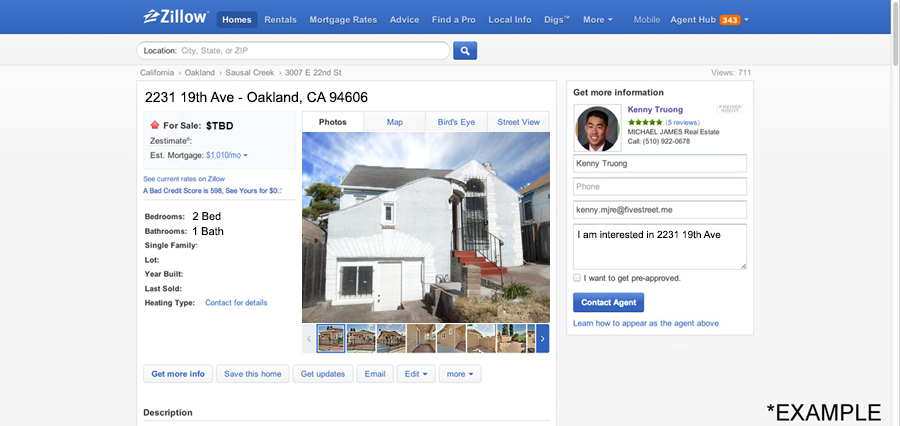 Zillow®
Homes Rentals Mortgage Rates Advice Find a Pro Local Info Digs™ More Mobile Agent Hub 343
Location: City, State, or ZIP
California › Oakland › Sausal Creek › 3007 E 22nd St
Views: 711
2231 19th Ave - Oakland, CA 94606
For Sale: $TBD
Zestimate®:
Est. Mortgage: $1,010/mo
See current rates on Zillow
A Bad Credit Score is 598, See Yours for $0
Bedrooms: 2 Bed
Bathrooms: 1 Bath
Single Family:
Lot:
Year Built:
Last Sold:
Heating Type: Contact for details
Photos Map Bird's Eye Street View
Get more info Save this home Get updates Email Edit more
Description
Get more information
Kenny Truong
PREMIER AGENT
(5 reviews)
MICHAEL JAMES Real Estate
Call: (510) 922-0678
Kenny Truong
Phone
kenny.mjre@fivestreet.me
I am interested in 2231 19th Ave
I want to get pre-approved.
Contact Agent
Learn how to appear as the agent above
*EXAMPLE